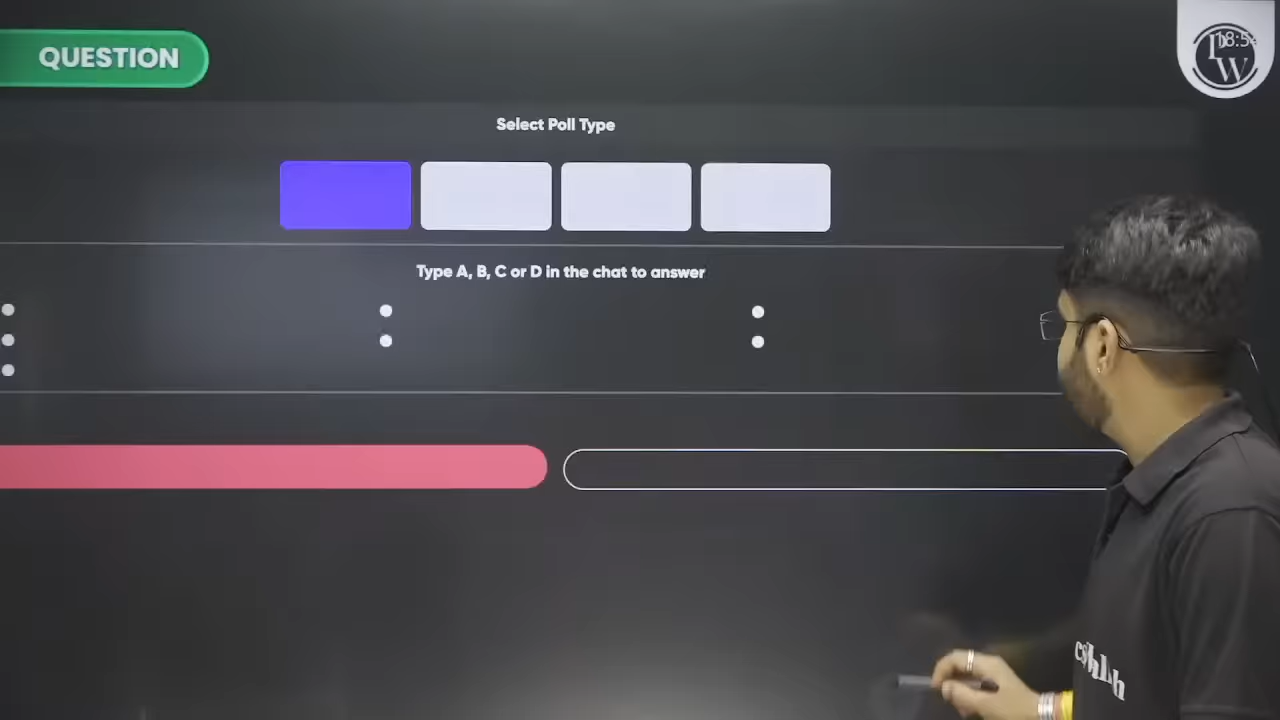 QUESTION
Select Poll Type
Type A, B, C or D in the chat to answer